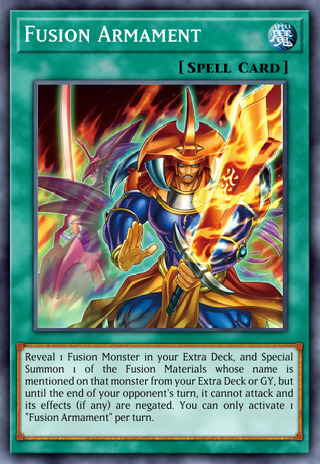 Fusion Armament
魔
[Spell Card]
Reveal 1 Fusion Monster in your Extra Deck, and Special
Summon 1 of the Fusion Materials whose name is
mentioned on that monster from your Extra Deck or GY, but
until the end of your opponent's turn, it cannot attack and
its effects (if any) are negated. You can only activate 1
"Fusion Armament" per turn.